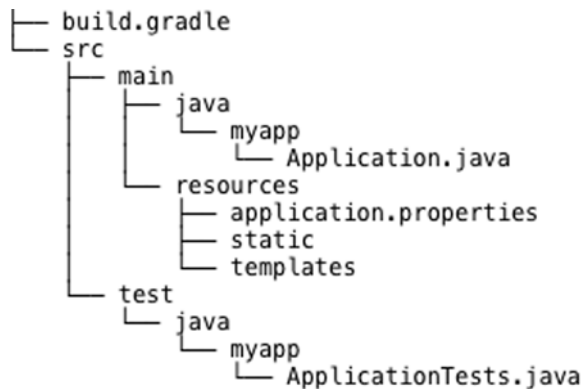 build.gradle
src
main
java
myapp
Application.java
resources
application.properties
static
templates
test
java
myapp
ApplicationTests.java